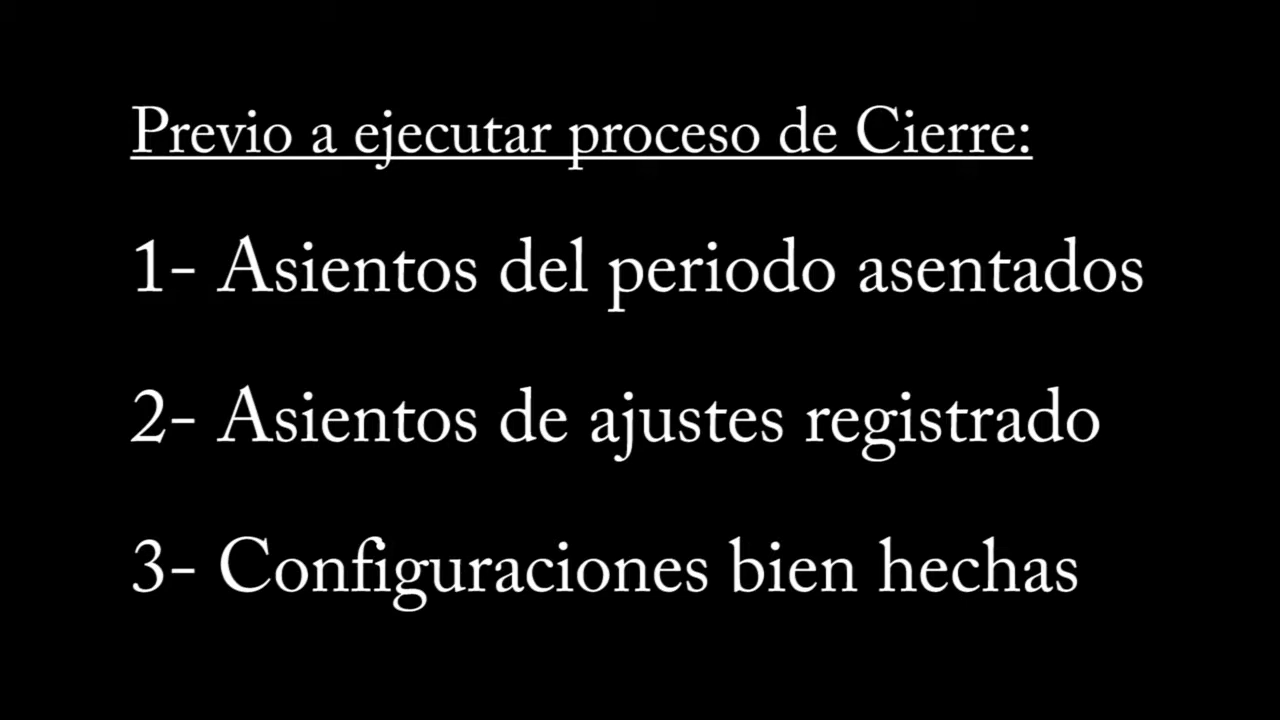 Previo a ejecutar proceso de Cierre:
1- Asientos del periodo asentados
2- Asientos de ajustes registrado
3- Configuraciones bien hechas